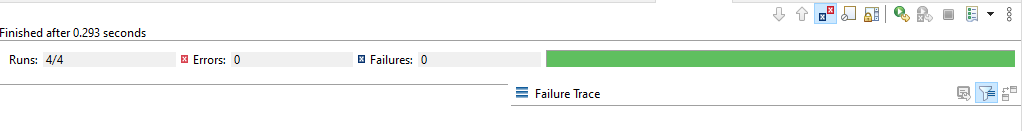 Finished after 0.293 seconds
Runs: 4/4 Errors: 0 Failures: 0
Failure Trace